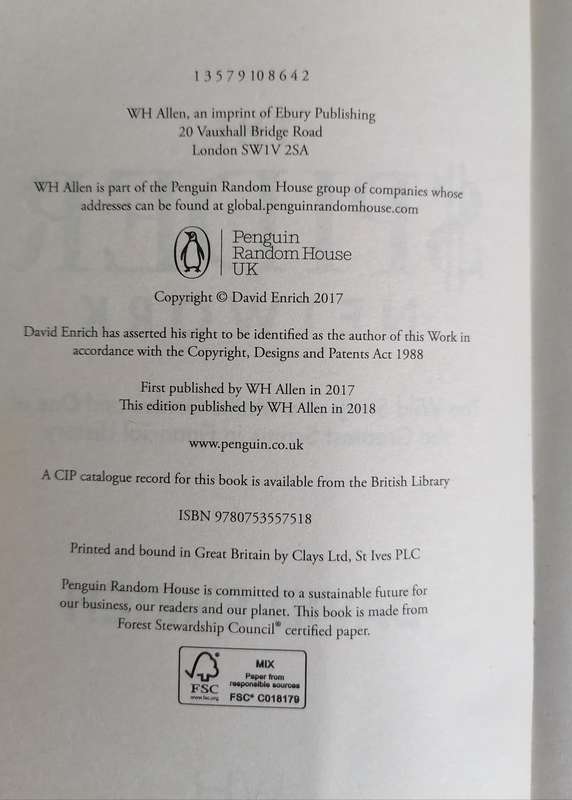 1 3 5 7 9 10 8 6 4 2
WH Allen, an imprint of Ebury Publishing
20 Vauxhall Bridge Road
London SW1V 2SA
WH Allen is part of the Penguin Random House group of companies whose
addresses can be found at global.penguinrandomhouse.com
Penguin
Random House
UK
Copyright © David Enrich 2017
David Enrich has asserted his right to be identified as the author of this Work in
accordance with the Copyright, Designs and Patents Act 1988
First published by WH Allen in 2017
This edition published by WH Allen in 2018
www.penguin.co.uk
A CIP catalogue record for this book is available from the British Library
ISBN 9780753557518
Printed and bound in Great Britain by Clays Ltd, St Ives PLC
Penguin Random House is committed to a sustainable future for
our business, our readers and our planet. This book is made from
Forest Stewardship Council® certified paper.
MIX
Paper from
responsible sources
FSC
www.fsc.org
FSC® C018179